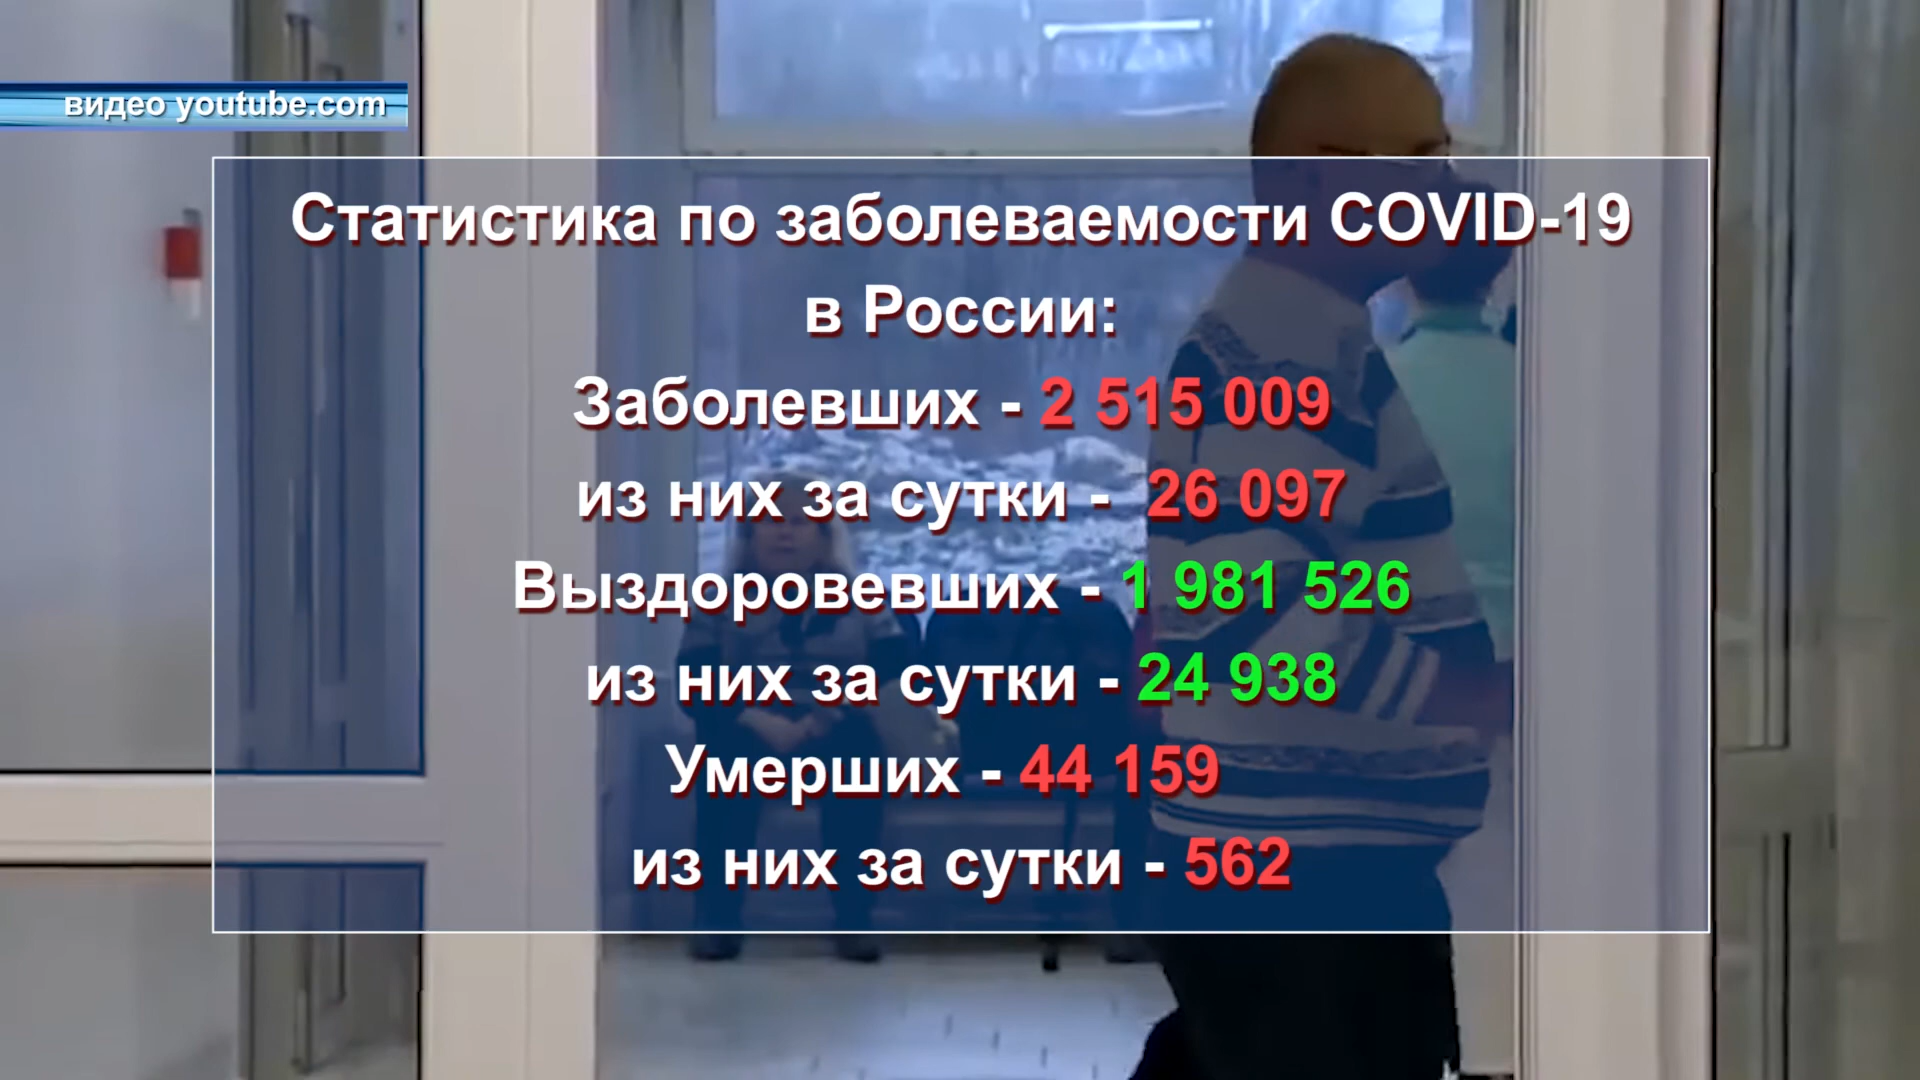 видео youtube.com
Статистика по заболеваемости COVID-19
в России:
Заболевших - 2 515 009
из них за сутки - 26 097
Выздоровевших - 1 981 526
из них за сутки - 24 938
Умерших - 44 159
из них за сутки - 562